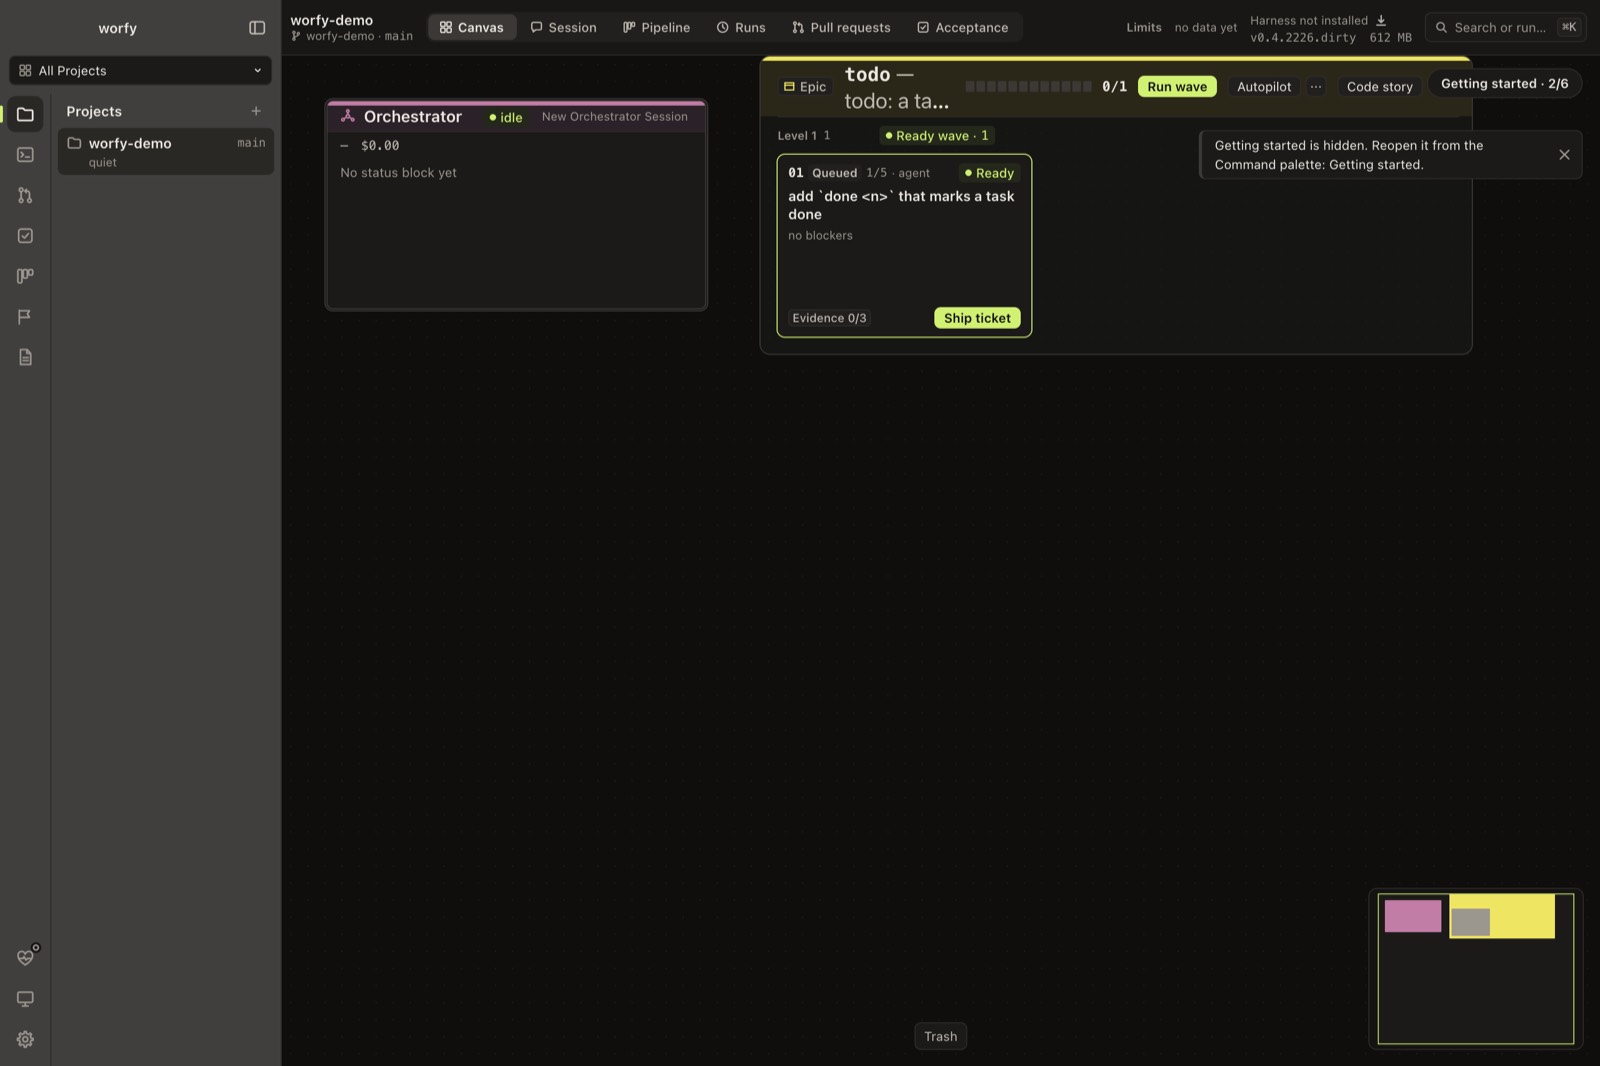 worfy
All Projects
Projects
worfy-demo
main
quiet
worfy-demo
worfy-demo · main
Canvas
Session
Pipeline
Runs
Pull requests
Acceptance
Limits no data yet
Harness not installed
v0.4.2226.dirty 612 MB
Search or run... ⌘K
Orchestrator
idle
New Orchestrator Session
— $0.00
No status block yet
Epic
todo —
todo: a ta...
0/1
Run wave
Autopilot
...
Code story
Getting started · 2/6
Level 1 1
Ready wave · 1
Getting started is hidden. Reopen it from the
Command palette: Getting started.
01 Queued 1/5 · agent
Ready
add `done <n>` that marks a task
done
no blockers
Evidence 0/3
Ship ticket
Trash